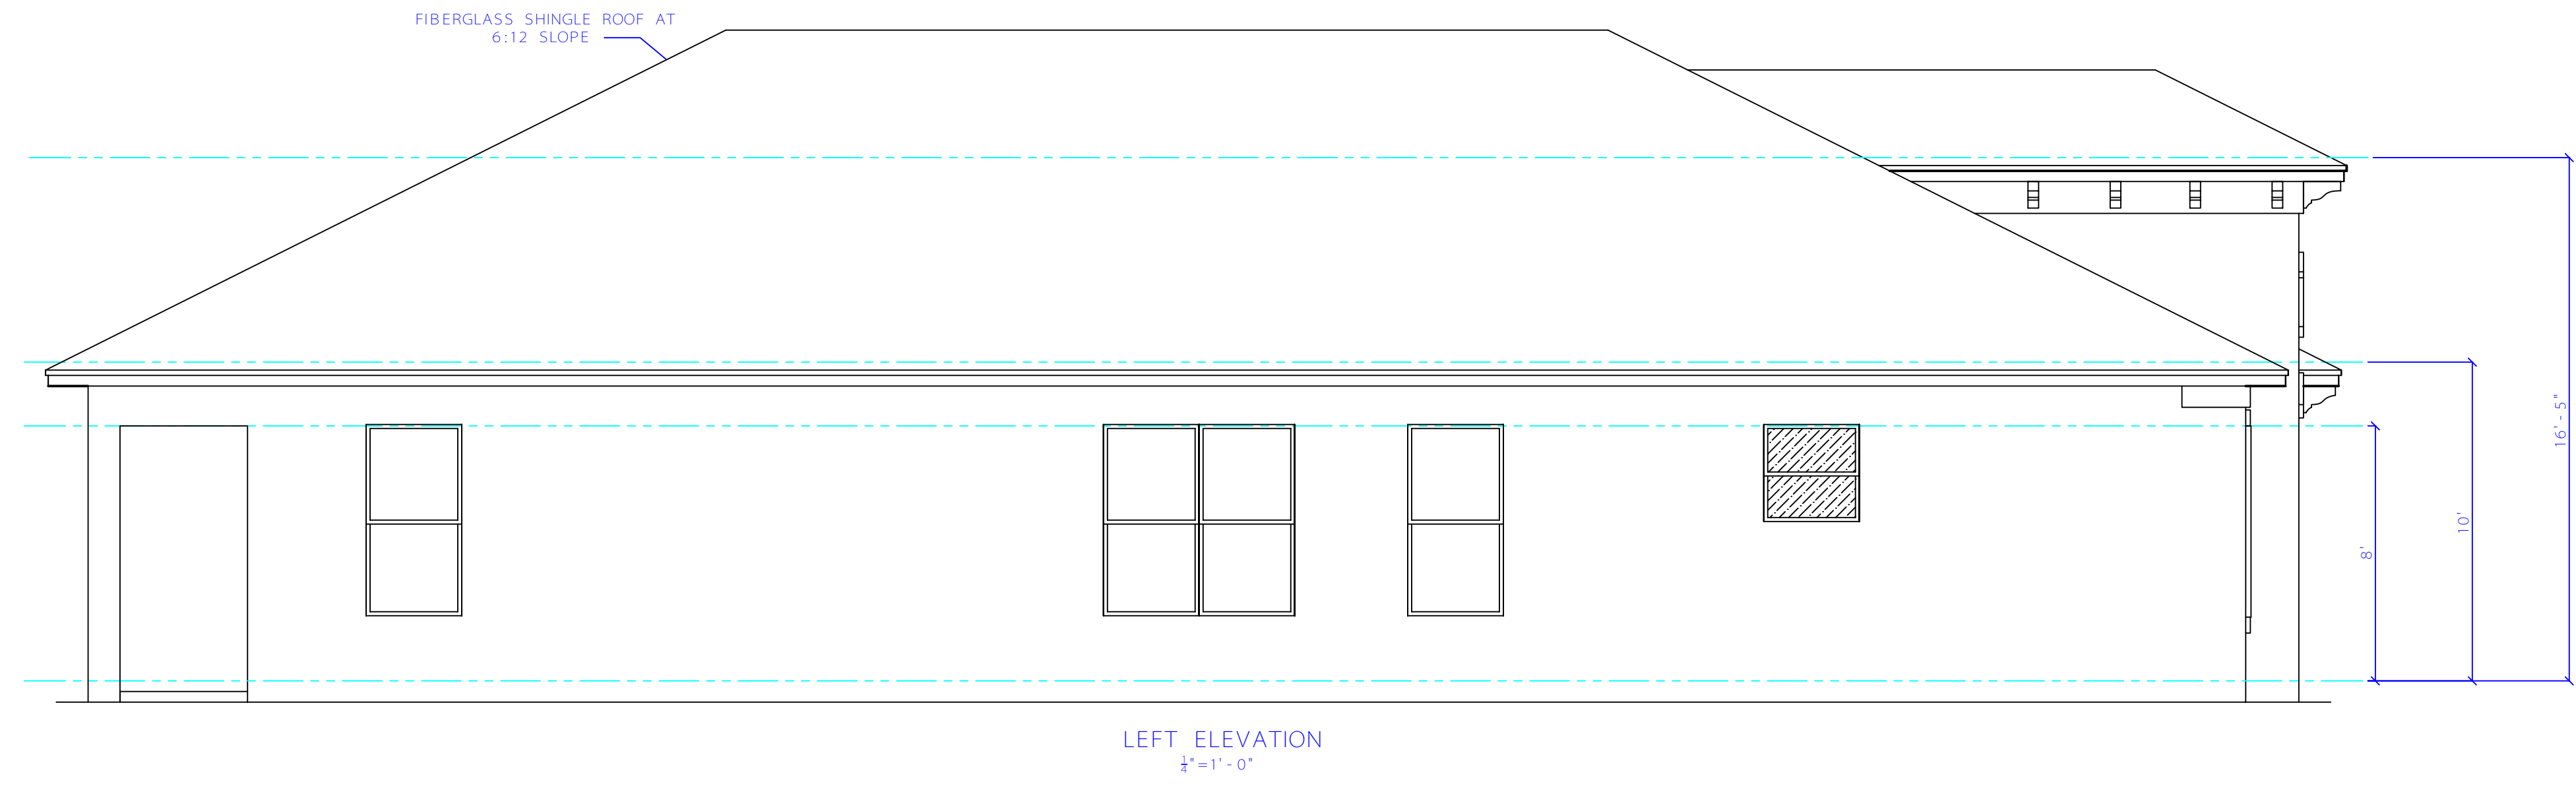 FIBERGLASS SHINGLE ROOF AT
6:12 SLOPE
16'-5"
10'
8'
LEFT ELEVATION
1/4"=1'-0"